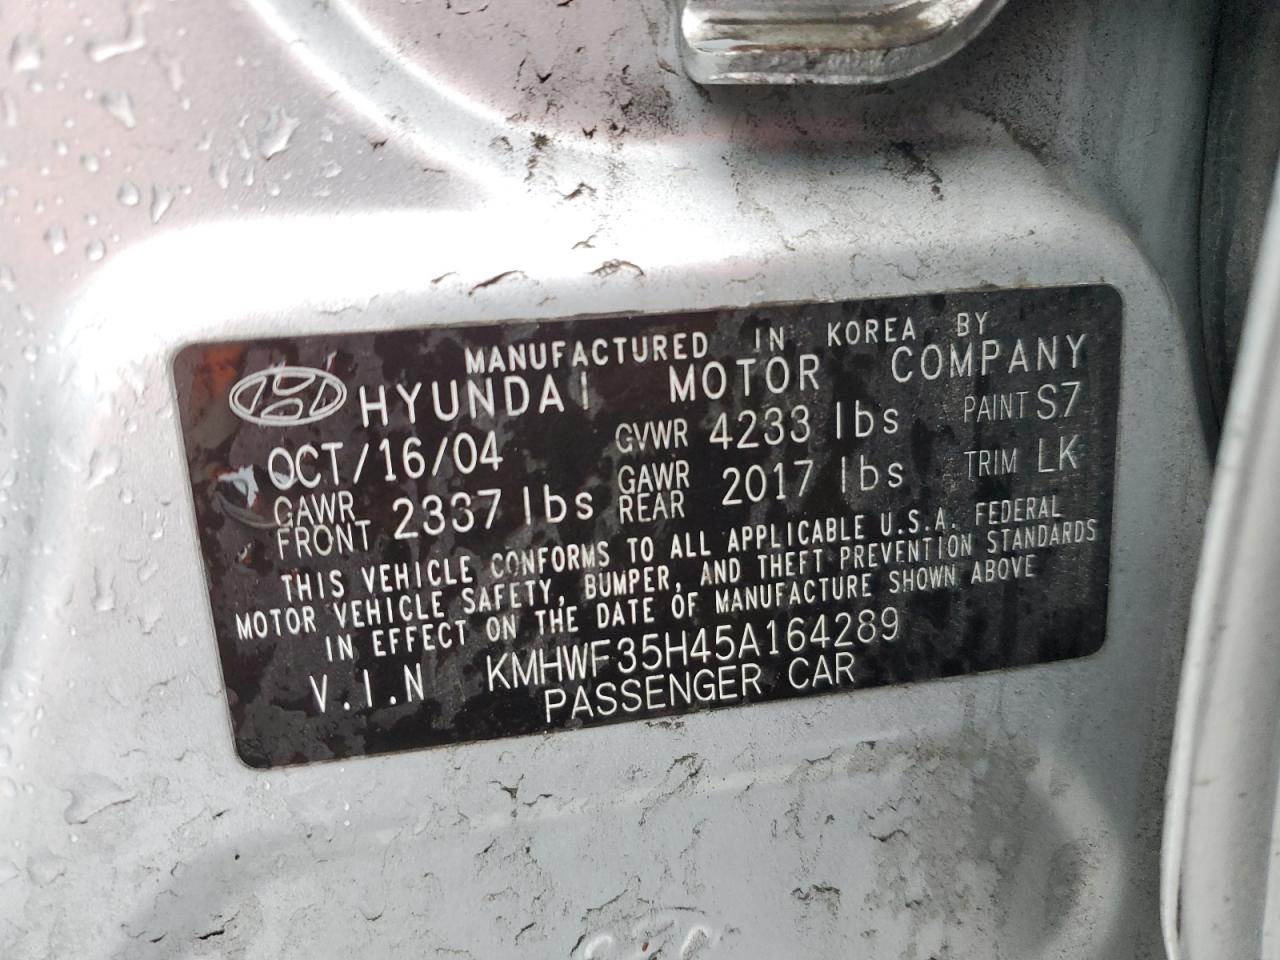 MANUFACTURED IN KOREA BY
HYUNDAI MOTOR COMPANY
OCT/16/04 GVWR 4233 lbs PAINT S7
GAWR FRONT 2337 lbs GAWR REAR 2017 lbs TRIM LK
THIS VEHICLE CONFORMS TO ALL APPLICABLE U.S.A. FEDERAL
MOTOR VEHICLE SAFETY, BUMPER, AND THEFT PREVENTION STANDARDS
IN EFFECT ON THE DATE OF MANUFACTURE SHOWN ABOVE
V.I.N KMHWF35H45A164289
PASSENGER CAR